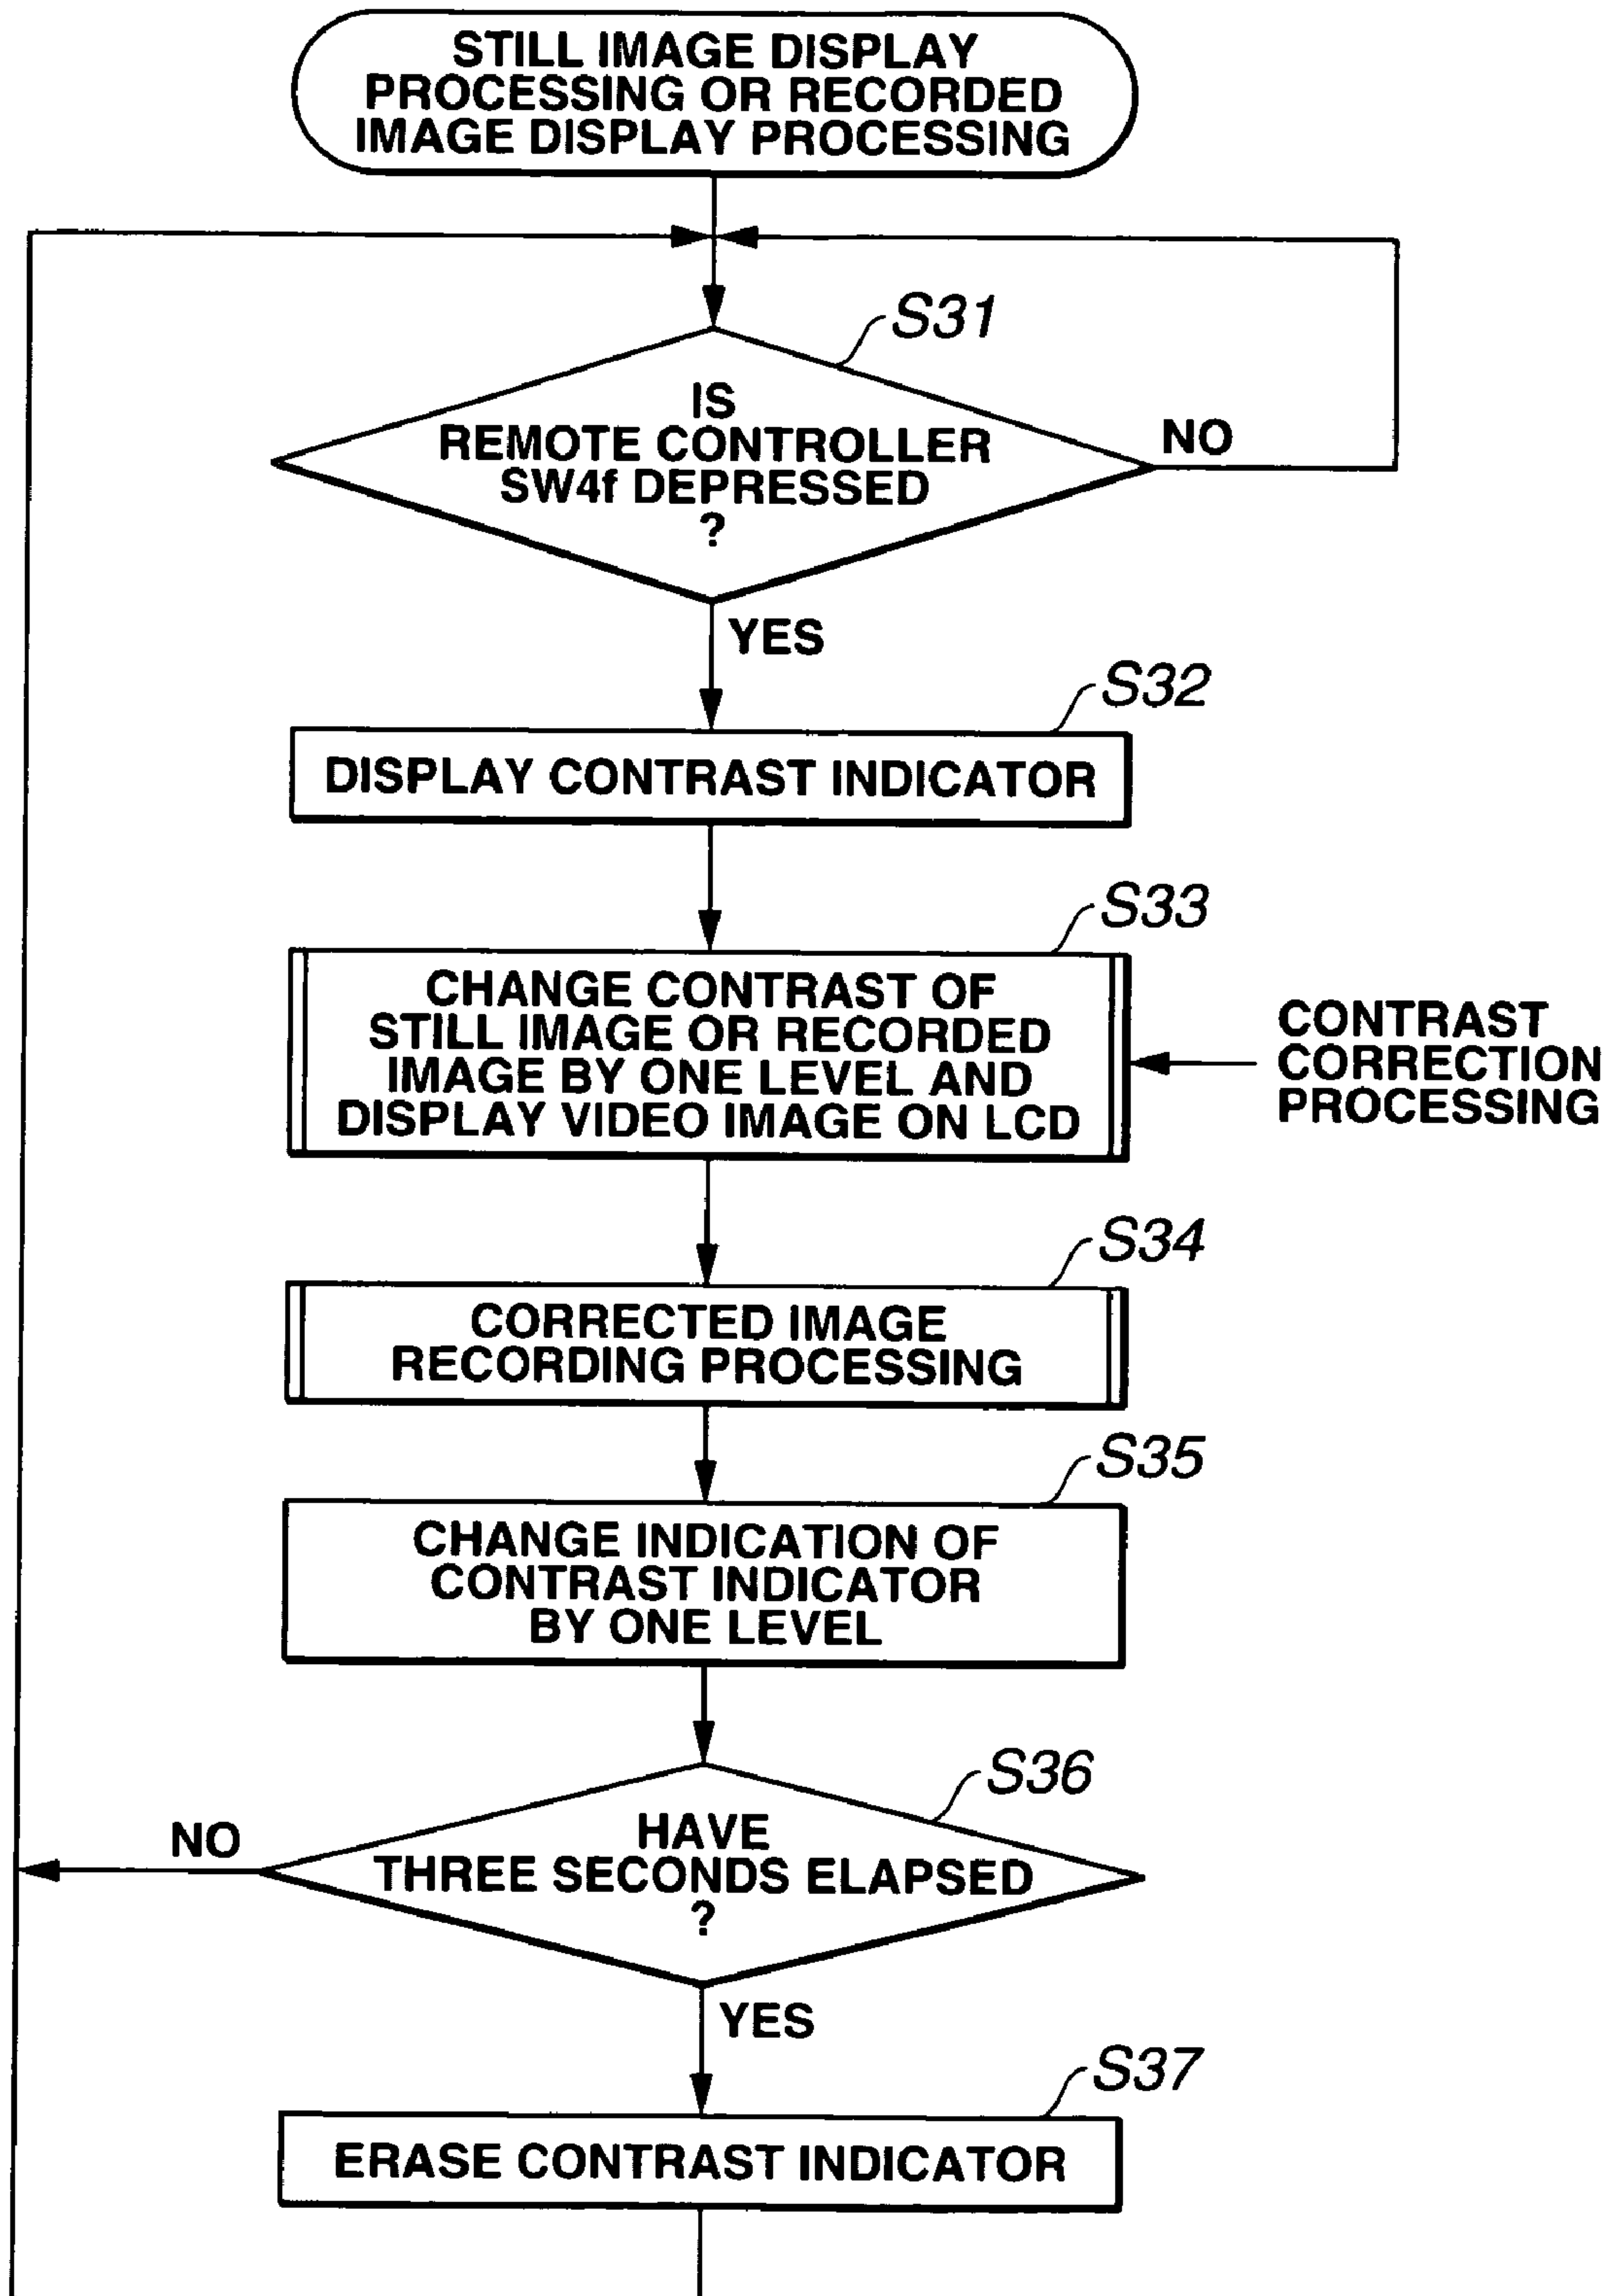 STILL IMAGE DISPLAY
PROCESSING OR RECORDED
IMAGE DISPLAY PROCESSING
S31
IS
REMOTE CONTROLLER
SW4f DEPRESSED
?
NO
YES
S32
DISPLAY CONTRAST INDICATOR
S33
CHANGE CONTRAST OF
STILL IMAGE OR RECORDED
IMAGE BY ONE LEVEL AND
DISPLAY VIDEO IMAGE ON LCD
CONTRAST
CORRECTION
PROCESSING
S34
CORRECTED IMAGE
RECORDING PROCESSING
S35
CHANGE INDICATION OF
CONTRAST INDICATOR
BY ONE LEVEL
S36
HAVE
THREE SECONDS ELAPSED
?
NO
YES
S37
ERASE CONTRAST INDICATOR